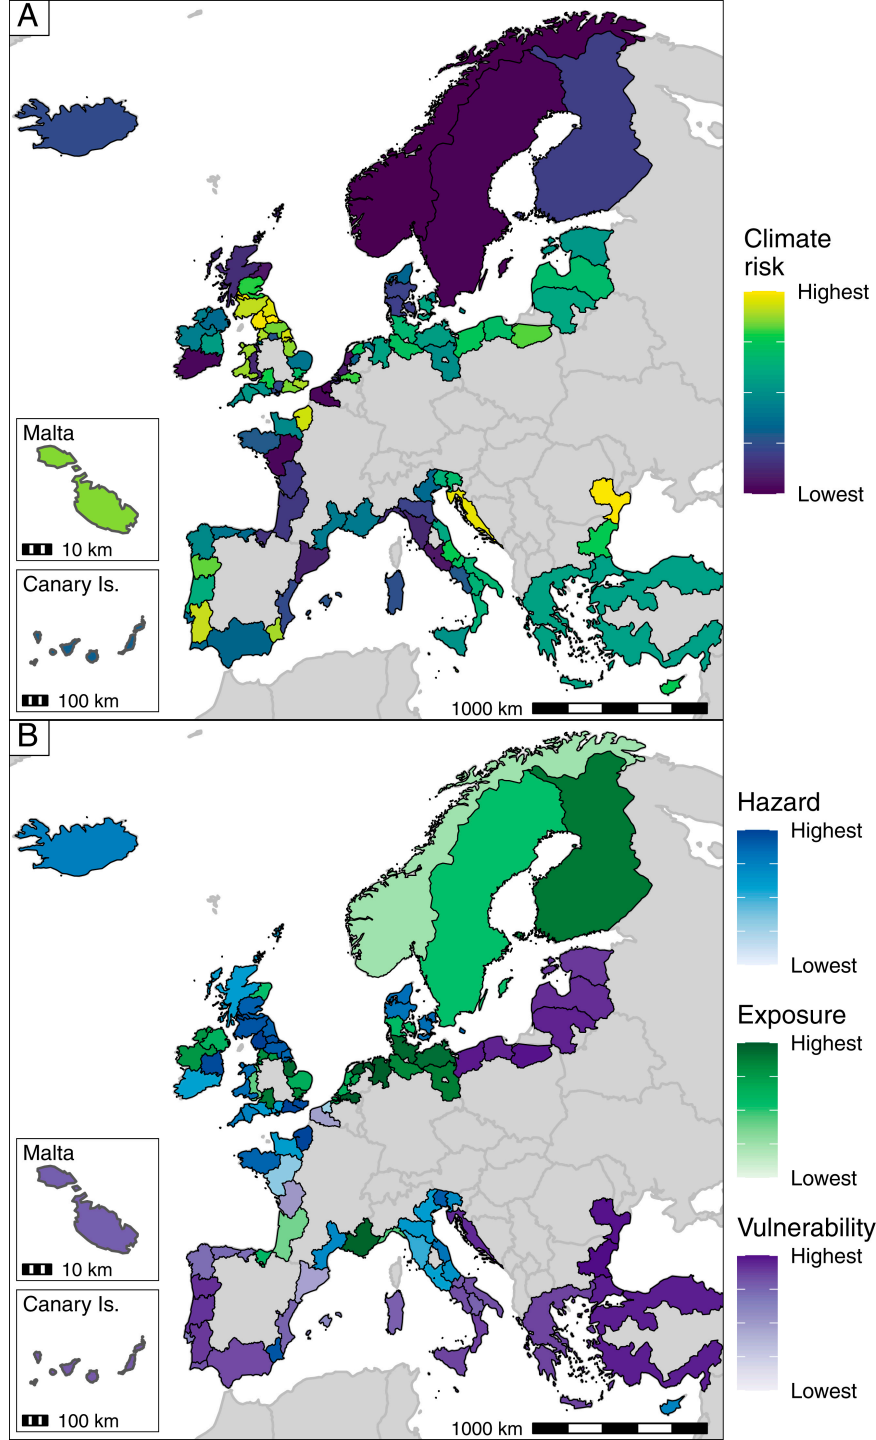 A
Climate
risk
Highest
Lowest
Malta
10 km
Canary Is.
100 km
1000 km
B
Hazard
Highest
Lowest
Exposure
Highest
Lowest
Vulnerability
Highest
Lowest
Malta
10 km
Canary Is.
100 km
1000 km